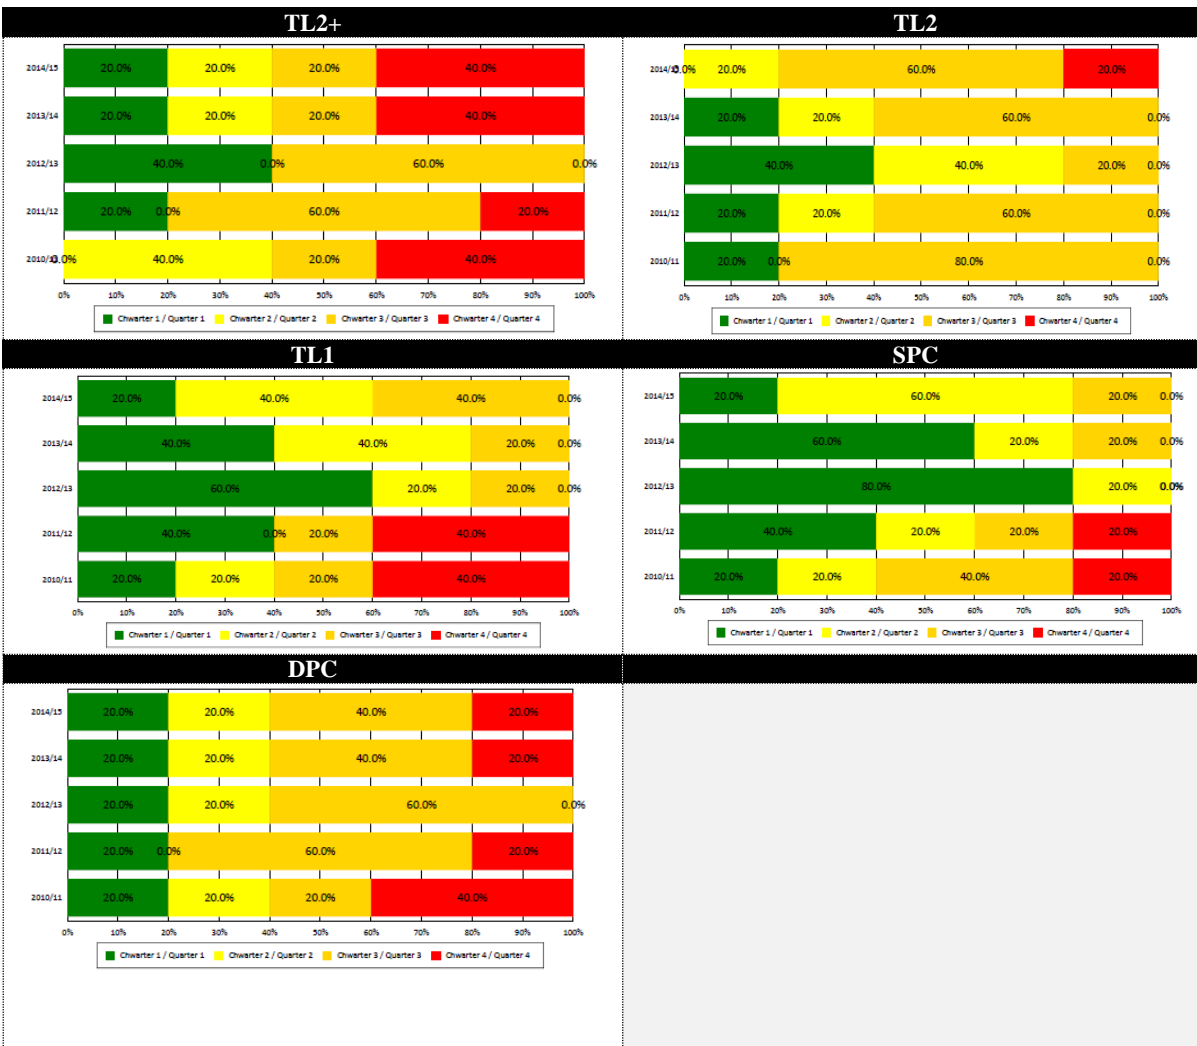 TL2+
2014/15 20.0% 20.0% 20.0% 40.0%
2013/14 20.0% 20.0% 20.0% 40.0%
2012/13 40.0% 0.0% 60.0% 0.0%
2011/12 20.0% 0.0% 60.0% 20.0%
2010/11 0.0% 40.0% 20.0% 40.0%
0% 10% 20% 30% 40% 50% 60% 70% 80% 90% 100%
Chwarter 1 / Quarter 1 Chwarter 2 / Quarter 2 Chwarter 3 / Quarter 3 Chwarter 4 / Quarter 4
TL2
2014/15 0.0% 20.0% 60.0% 20.0%
2013/14 20.0% 20.0% 60.0% 0.0%
2012/13 40.0% 40.0% 20.0% 0.0%
2011/12 20.0% 20.0% 60.0% 0.0%
2010/11 20.0% 0.0% 80.0% 0.0%
0% 10% 20% 30% 40% 50% 60% 70% 80% 90% 100%
Chwarter 1 / Quarter 1 Chwarter 2 / Quarter 2 Chwarter 3 / Quarter 3 Chwarter 4 / Quarter 4
TL1
2014/15 20.0% 40.0% 40.0% 0.0%
2013/14 40.0% 40.0% 20.0% 0.0%
2012/13 60.0% 20.0% 20.0% 0.0%
2011/12 40.0% 0.0% 20.0% 40.0%
2010/11 20.0% 20.0% 20.0% 40.0%
0% 10% 20% 30% 40% 50% 60% 70% 80% 90% 100%
Chwarter 1 / Quarter 1 Chwarter 2 / Quarter 2 Chwarter 3 / Quarter 3 Chwarter 4 / Quarter 4
SPC
2014/15 20.0% 60.0% 20.0% 0.0%
2013/14 60.0% 20.0% 20.0% 0.0%
2012/13 80.0% 20.0% 0.0% 0.0%
2011/12 40.0% 20.0% 20.0% 20.0%
2010/11 20.0% 20.0% 40.0% 20.0%
0% 10% 20% 30% 40% 50% 60% 70% 80% 90% 100%
Chwarter 1 / Quarter 1 Chwarter 2 / Quarter 2 Chwarter 3 / Quarter 3 Chwarter 4 / Quarter 4
DPC
2014/15 20.0% 20.0% 40.0% 20.0%
2013/14 20.0% 20.0% 40.0% 20.0%
2012/13 20.0% 20.0% 60.0% 0.0%
2011/12 20.0% 0.0% 60.0% 20.0%
2010/11 20.0% 20.0% 20.0% 40.0%
0% 10% 20% 30% 40% 50% 60% 70% 80% 90% 100%
Chwarter 1 / Quarter 1 Chwarter 2 / Quarter 2 Chwarter 3 / Quarter 3 Chwarter 4 / Quarter 4